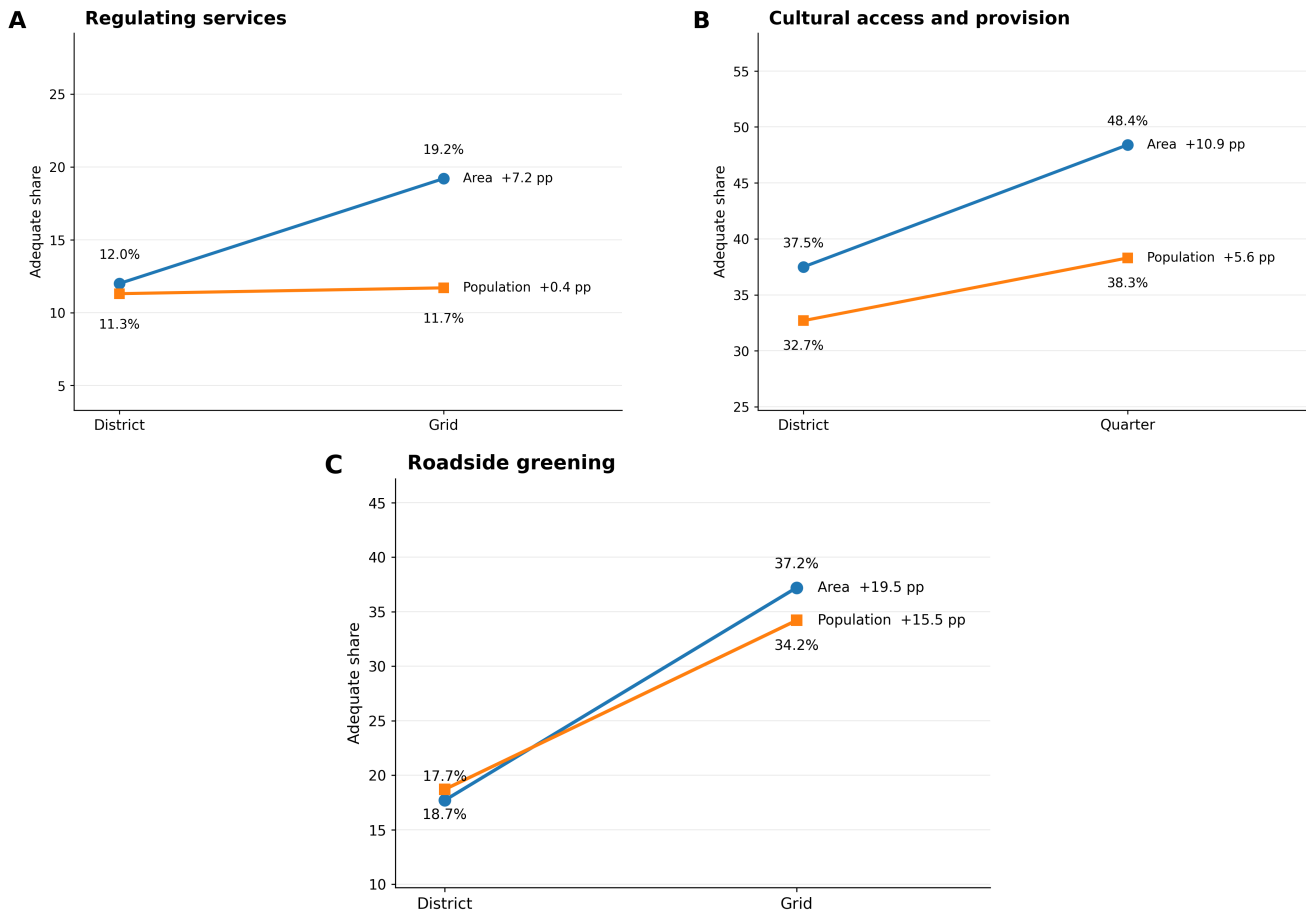 A
Regulating services
Adequate share
25
20
15
10
5
19.2%
Area +7.2 pp
12.0%
Population +0.4 pp
11.3%
11.7%
District
Grid
B
Cultural access and provision
Adequate share
55
50
45
40
35
30
25
48.4%
Area +10.9 pp
37.5%
Population +5.6 pp
38.3%
32.7%
District
Quarter
C
Roadside greening
Adequate share
45
40
35
30
25
20
15
10
37.2%
Area +19.5 pp
Population +15.5 pp
34.2%
17.7%
18.7%
District
Grid